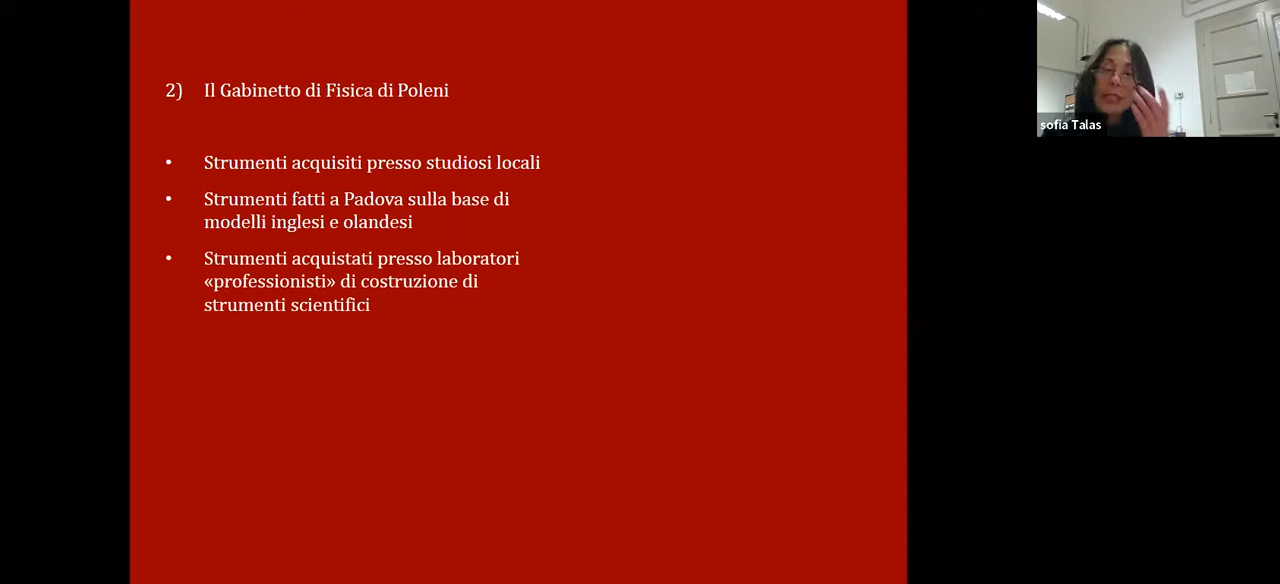 2) Il Gabinetto di Fisica di Poleni
• Strumenti acquisiti presso studiosi locali
• Strumenti fatti a Padova sulla base di
modelli inglesi e olandesi
• Strumenti acquistati presso laboratori
«professionisti» di costruzione di
strumenti scientifici
sofia Talas